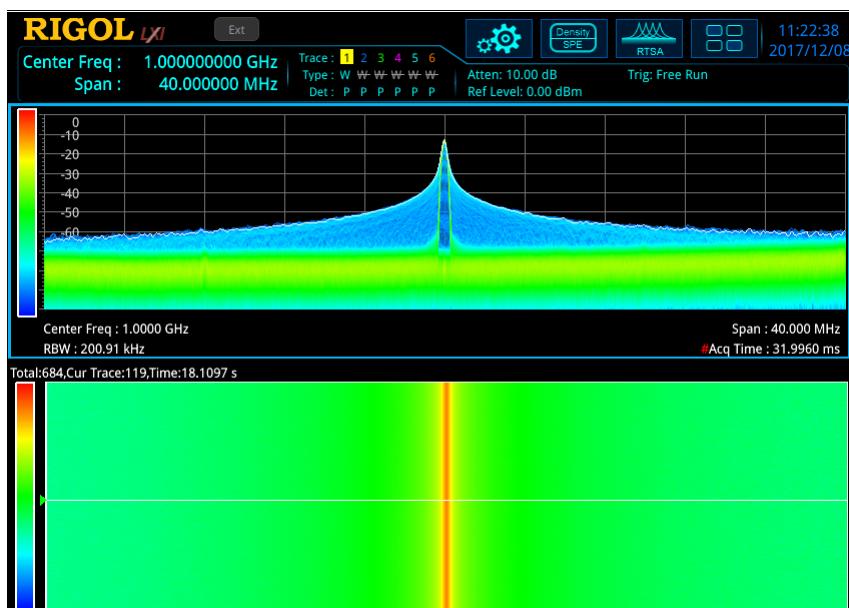 RIGOL LXI Ext
Density
SPE
RTSA
11:22:38
2017/12/08
Center Freq : 1.000000000 GHz
Span : 40.000000 MHz
Trace : 1 2 3 4 5 6
Type : W W W W W W
Det : P P P P P P
Atten: 10.00 dB
Ref Level: 0.00 dBm
Trig: Free Run
0
-10
-20
-30
-40
-50
-60
Center Freq : 1.0000 GHz
Span : 40.000 MHz
RBW : 200.91 kHz
#Acq Time : 31.9960 ms
Total:684,Cur Trace:119,Time:18.1097 s